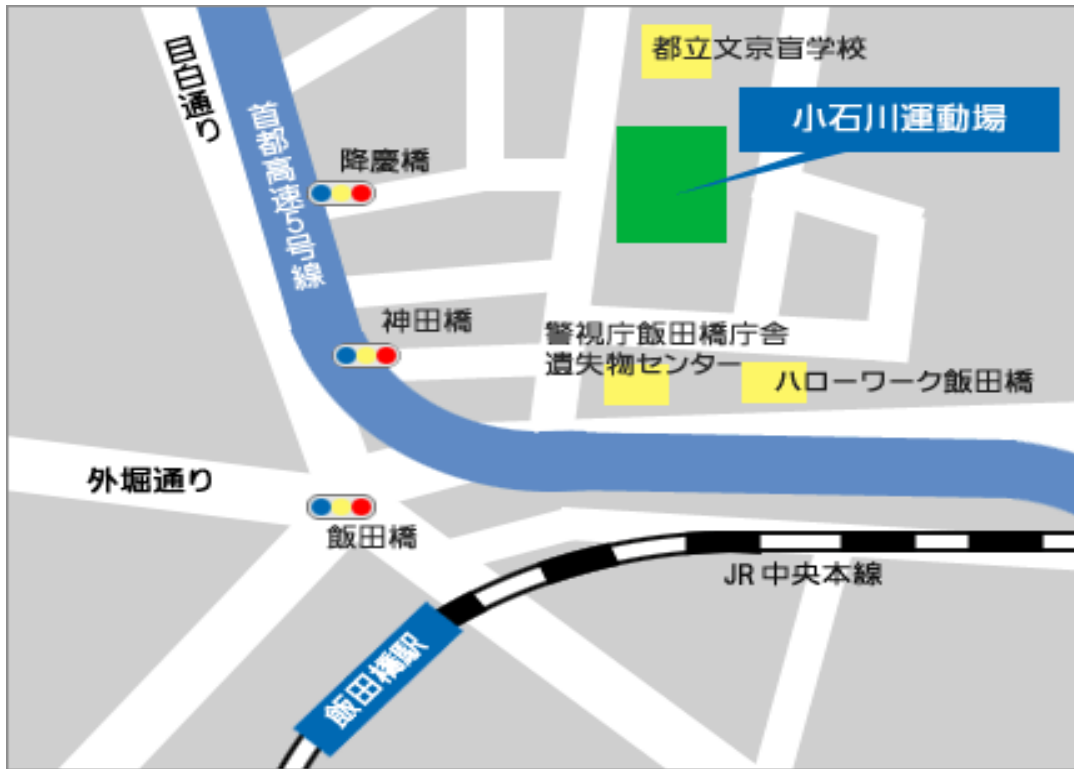 都立文京盲学校
目白通り
小石川運動場
首都高速5号線
降慶橋
神田橋
警視庁飯田橋庁舎
遺失物センター
ハローワーク飯田橋
外堀通り
飯田橋
JR中央本線
飯田橋駅